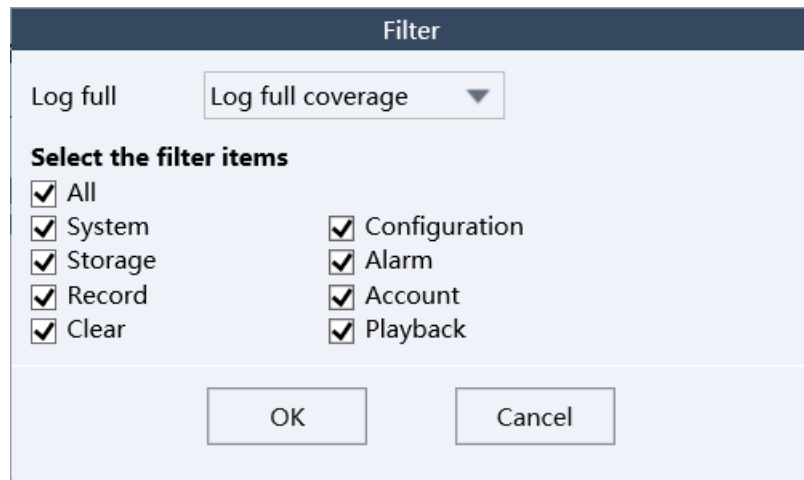 Filter
Log full Log full coverage
Select the filter items
All
System Configuration
Storage Alarm
Record Account
Clear Playback
OK Cancel